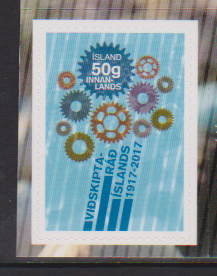 ÍSLAND
50g
INNAN-
LANDS
VIÐSKIPTA-
RÁÐ
ÍSLANDS
1917-2017